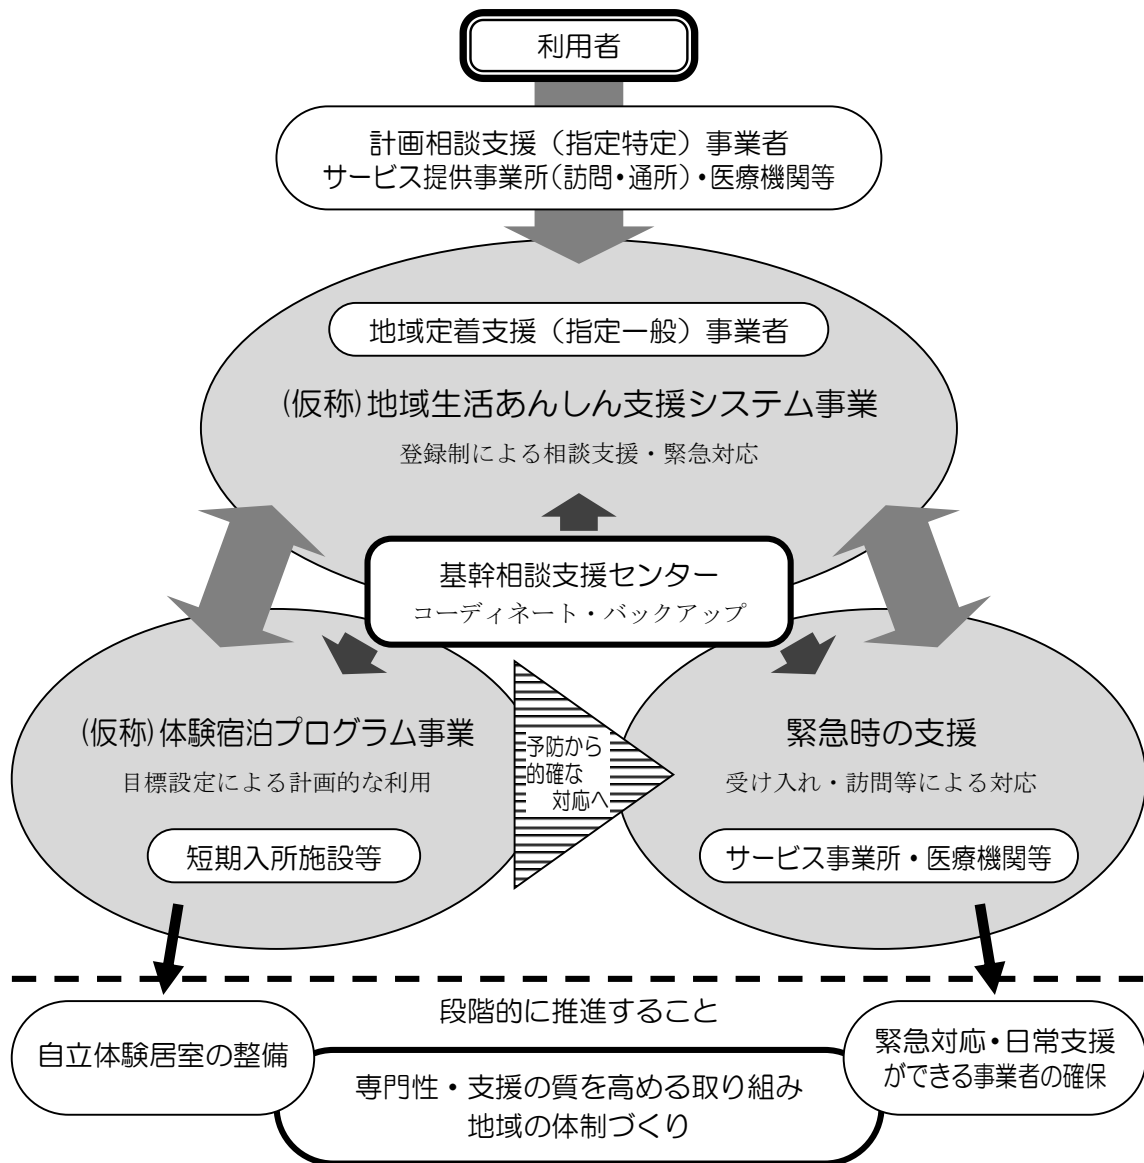 利用者
計画相談支援（指定特定）事業者
サービス提供事業所（訪問・通所）・医療機関等
地域定着支援（指定一般）事業者
（仮称）地域生活あんしん支援システム事業
登録制による相談支援・緊急対応
基幹相談支援センター
コーディネート・バックアップ
（仮称）体験宿泊プログラム事業
目標設定による計画的な利用
短期入所施設等
予防から
的確な
対応へ
緊急時の支援
受け入れ・訪問等による対応
サービス事業所・医療機関等
段階的に推進すること
自立体験居室の整備
専門性・支援の質を高める取り組み
地域の体制づくり
緊急対応・日常支援
ができる事業者の確保